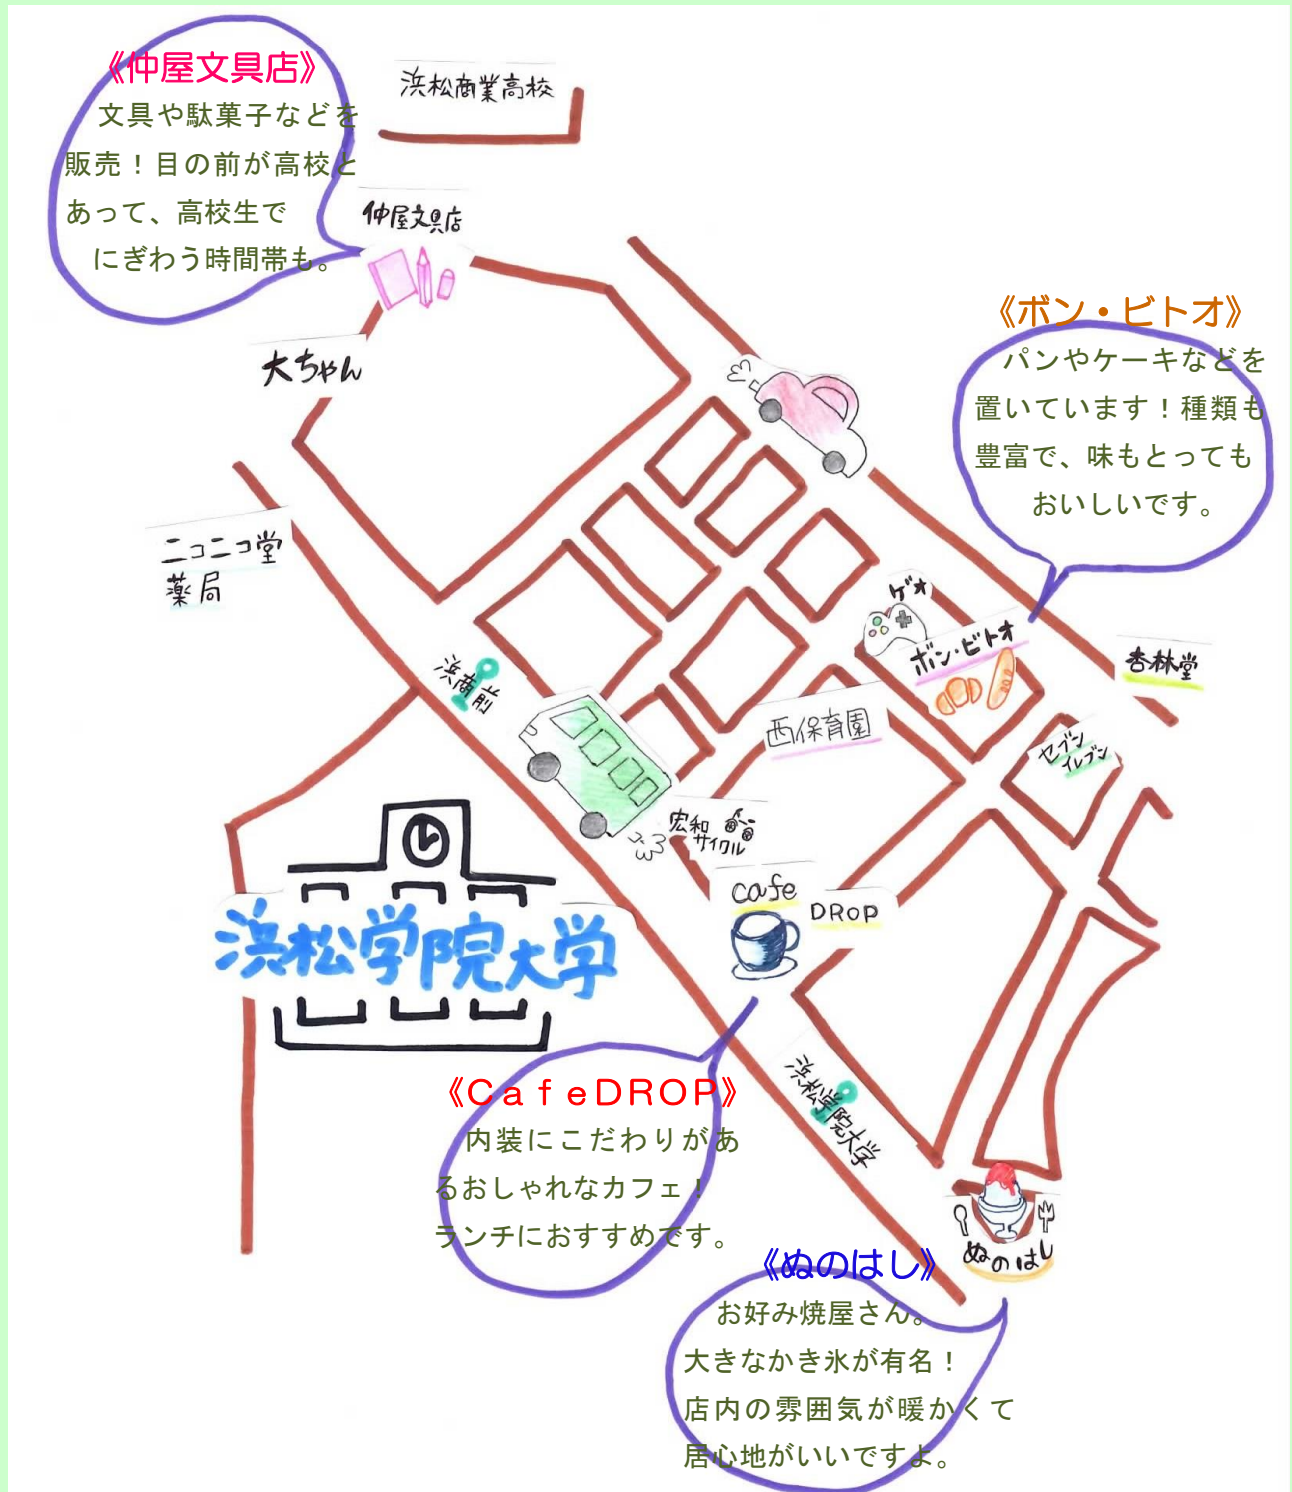 《仲屋文具店》
文具や駄菓子などを
販売！目の前が高校と
あって、高校生で
にぎわう時間帯も。
浜松商業高校
仲屋文具店
大ちゃん
《ボン・ビトオ》
パンやケーキなどを
置いています！種類も
豊富で、味もとっても
おいしいです。
ニコニコ堂
薬局
ゲオ
ボン・ビトオ
杏林堂
浜商前
西保育園
セブン
イレブン
宏和
サイクル
cafe
DROP
浜松学院大学
浜松学院大学
《ＣａｆｅＤＲＯＰ》
内装にこだわりがあ
るおしゃれなカフェ！
ランチにおすすめです。
ぬのはし
《ぬのはし》
お好み焼屋さん。
大きなかき氷が有名！
店内の雰囲気が暖かくて
居心地がいいですよ。